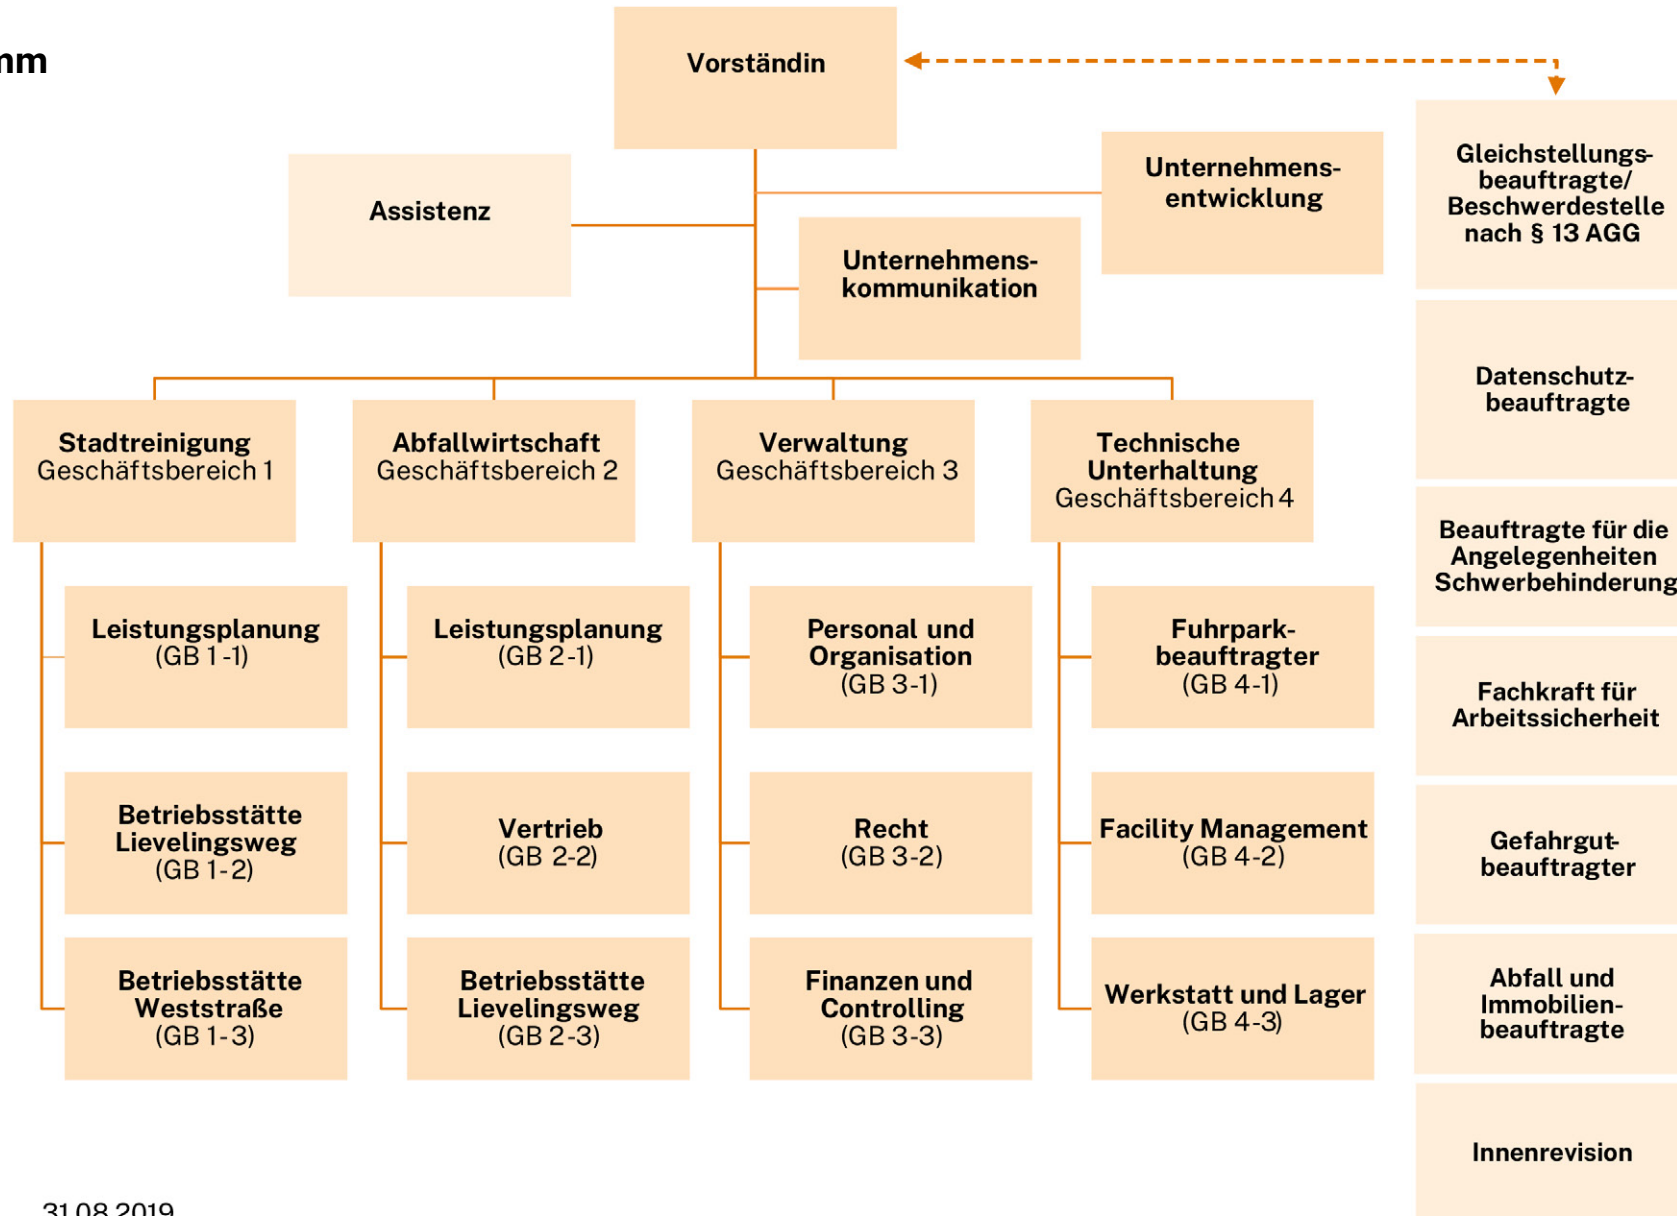 Vorständin
Assistenz
Unternehmens-
entwicklung
Unternehmens-
kommunikation
Stadtreinigung
Geschäftsbereich 1
Leistungsplanung
(GB 1-1)
Betriebsstätte
Lievelingsweg
(GB 1-2)
Betriebsstätte
Weststraße
(GB 1-3)
Abfallwirtschaft
Geschäftsbereich 2
Leistungsplanung
(GB 2-1)
Vertrieb
(GB 2-2)
Betriebsstätte
Lievelingsweg
(GB 2-3)
Verwaltung
Geschäftsbereich 3
Personal und
Organisation
(GB 3-1)
Recht
(GB 3-2)
Finanzen und
Controlling
(GB 3-3)
Technische
Unterhaltung
Geschäftsbereich 4
Fuhrpark-
beauftragter
(GB 4-1)
Facility Management
(GB 4-2)
Werkstatt und Lager
(GB 4-3)
Gleichstellungs-
beauftragte/
Beschwerdestelle
nach § 13 AGG
Datenschutz-
beauftragte
Beauftragte für die
Angelegenheiten
Schwerbehinderung
Fachkraft für
Arbeitssicherheit
Gefahrgut-
beauftragter
Abfall und
Immobilien-
beauftragte
Innenrevision
31.08.2019